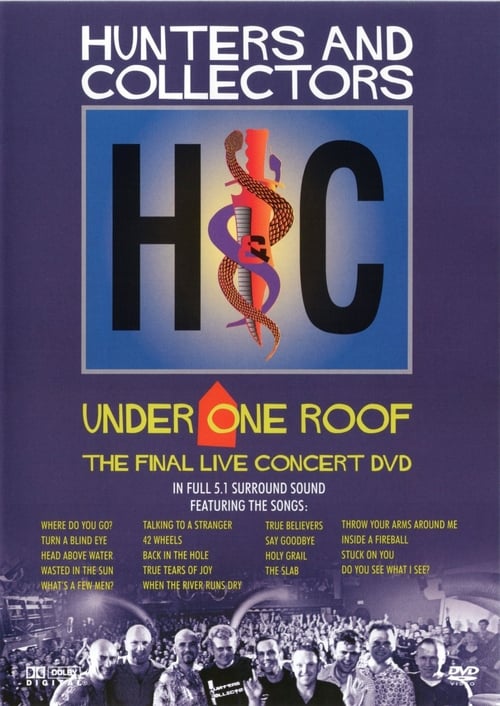 HUNTERS AND
COLLECTORS
H&C
UNDER ONE ROOF
THE FINAL LIVE CONCERT DVD
IN FULL 5.1 SURROUND SOUND
FEATURING THE SONGS:
WHERE DO YOU GO?
TURN A BLIND EYE
HEAD ABOVE WATER
WASTED IN THE SUN
WHAT'S A FEW MEN?
TALKING TO A STRANGER
42 WHEELS
BACK IN THE HOLE
TRUE TEARS OF JOY
WHEN THE RIVER RUNS DRY
TRUE BELIEVERS
SAY GOODBYE
HOLY GRAIL
THE SLAB
THROW YOUR ARMS AROUND ME
INSIDE A FIREBALL
STUCK ON YOU
DO YOU SEE WHAT I SEE?
DOLBY
DIGITAL
HUNTERS
COLLECTO
DVD
VIDEO